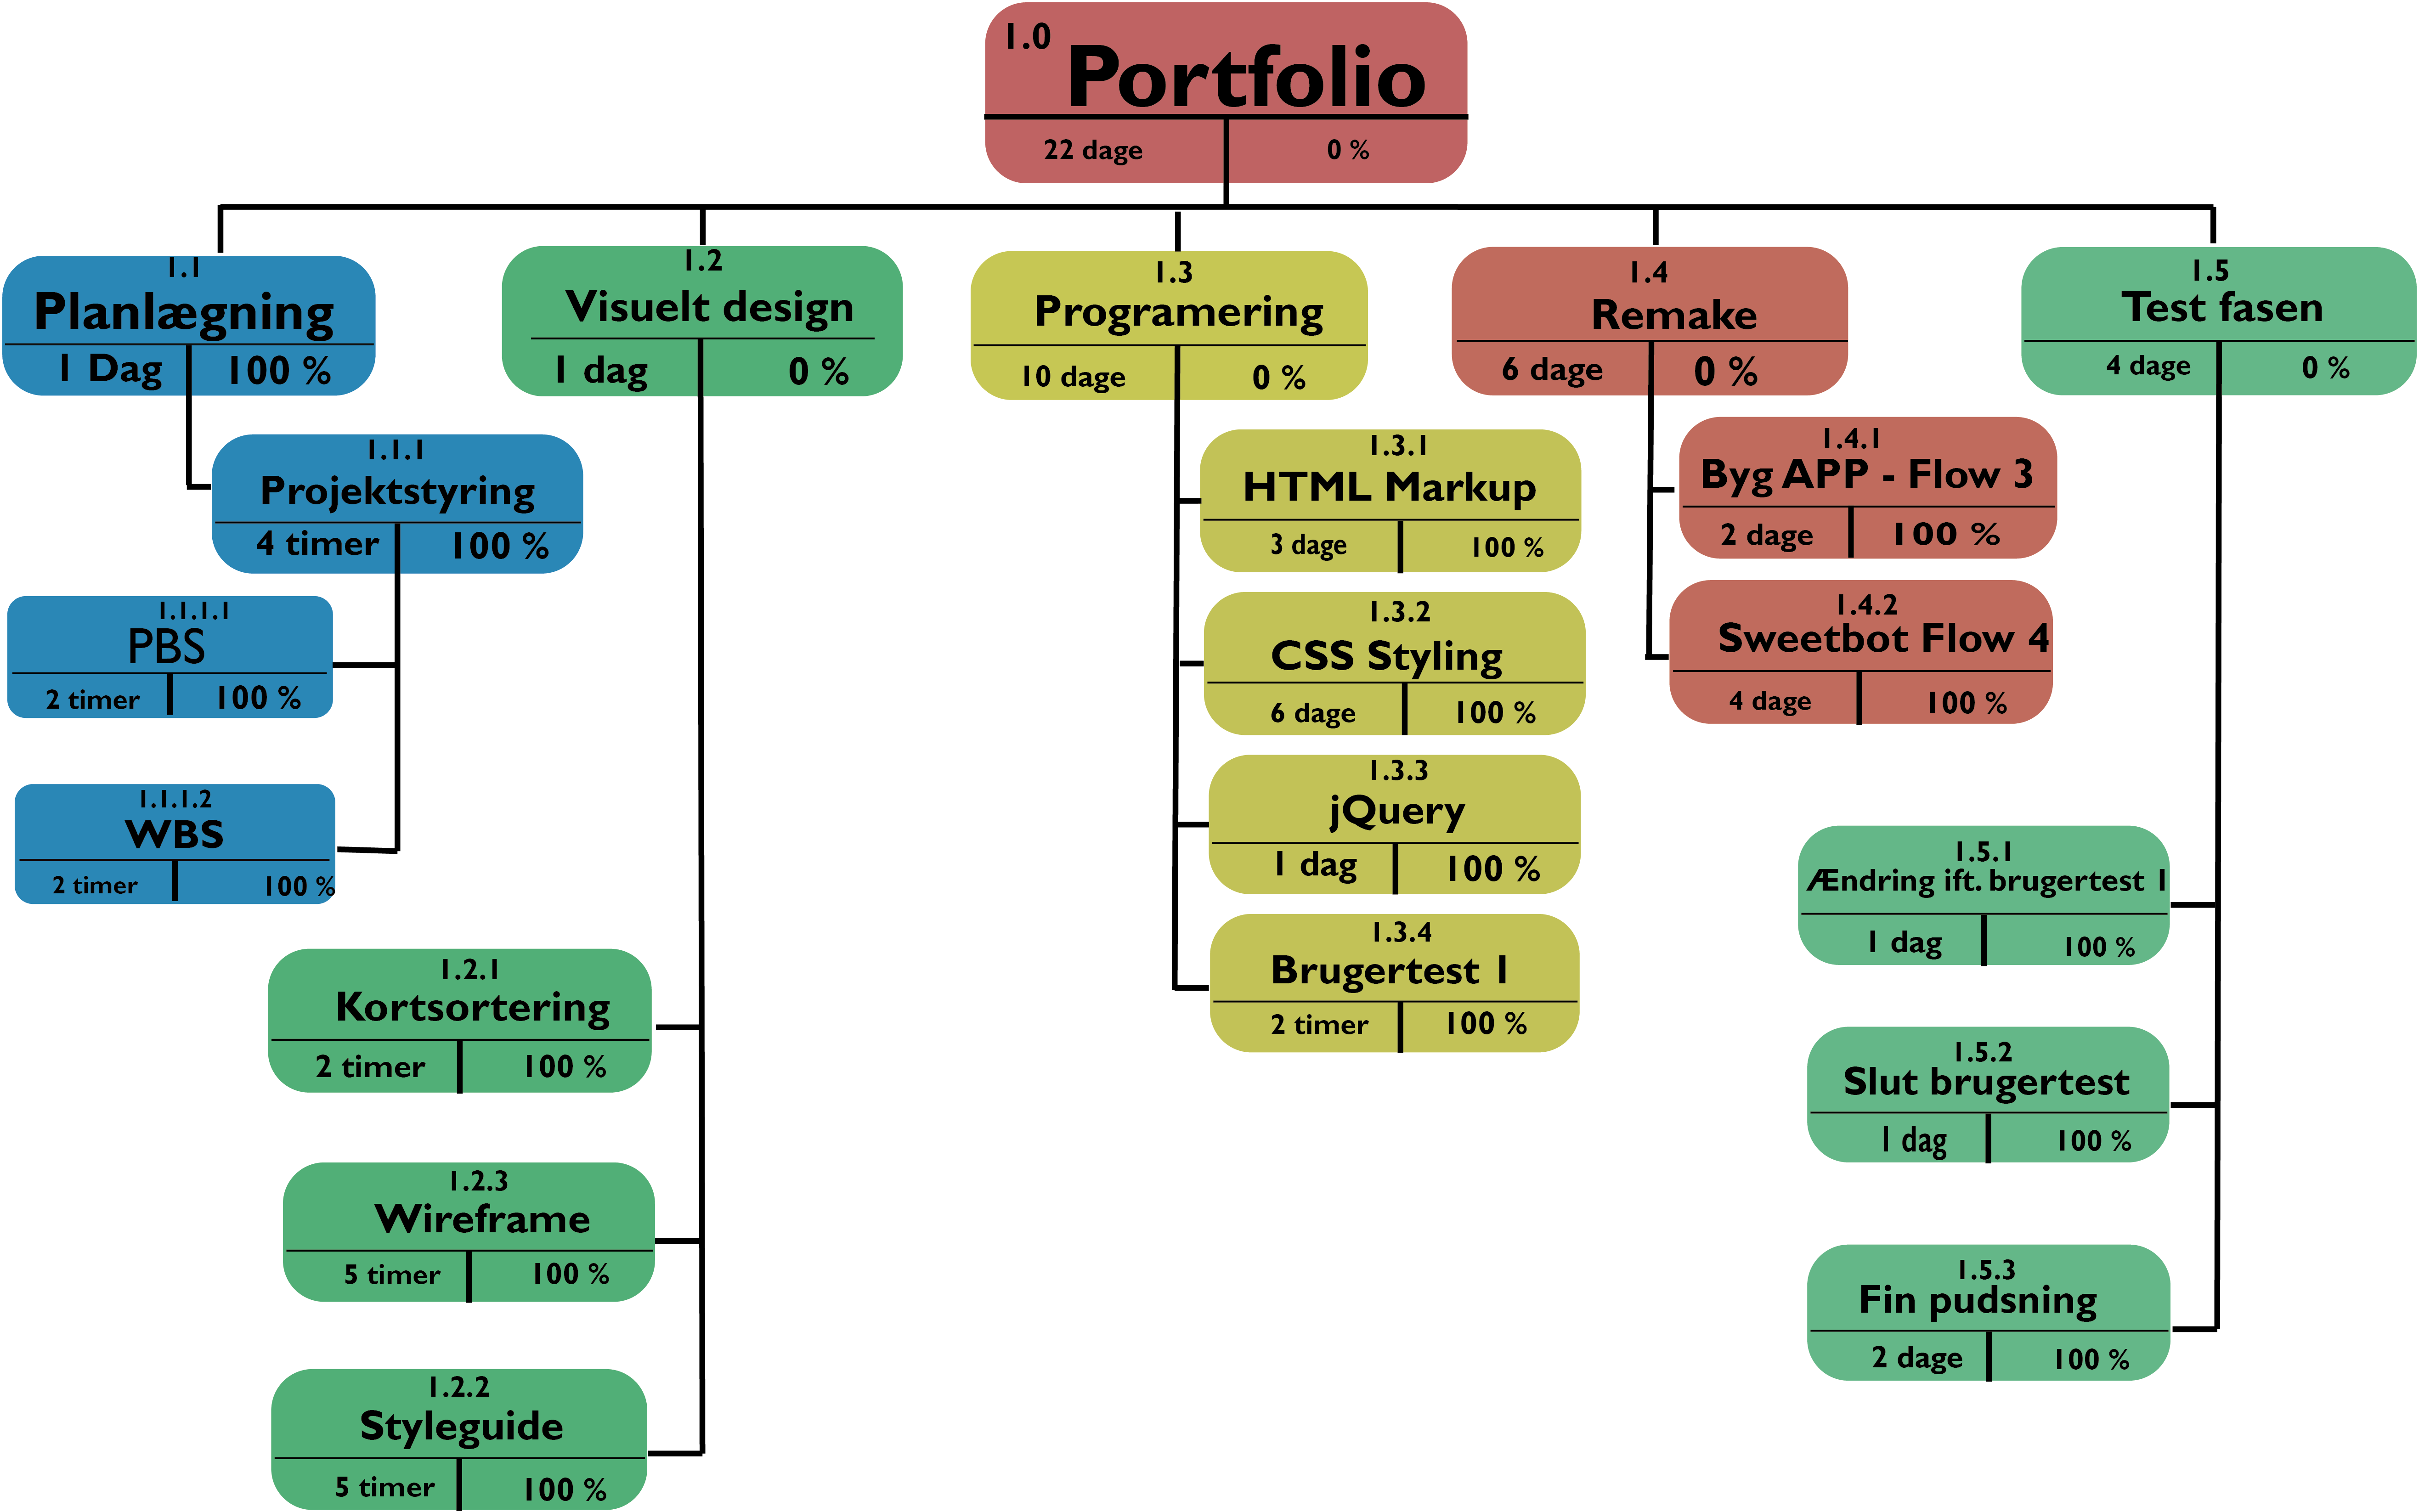 1.0
Portfolio
22 dage 0 %
1.1
Planlægning
1 Dag 100 %
1.1.1
Projektstyring
4 timer 100 %
1.1.1.1
PBS
2 timer 100 %
1.1.1.2
WBS
2 timer 100 %
1.2
Visuelt design
1 dag 0 %
1.2.1
Kortsortering
2 timer 100 %
1.2.3
Wireframe
5 timer 100 %
1.2.2
Styleguide
5 timer 100 %
1.3
Programering
10 dage 0 %
1.3.1
HTML Markup
3 dage 100 %
1.3.2
CSS Styling
6 dage 100 %
1.3.3
jQuery
1 dag 100 %
1.3.4
Brugertest 1
2 timer 100 %
1.4
Remake
6 dage 0 %
1.4.1
Byg APP - Flow 3
2 dage 100 %
1.4.2
Sweetbot Flow 4
4 dage 100 %
1.5
Test fasen
4 dage 0 %
1.5.1
Ændring ift. brugertest 1
1 dag 100 %
1.5.2
Slut brugertest
1 dag 100 %
1.5.3
Fin pudsning
2 dage 100 %